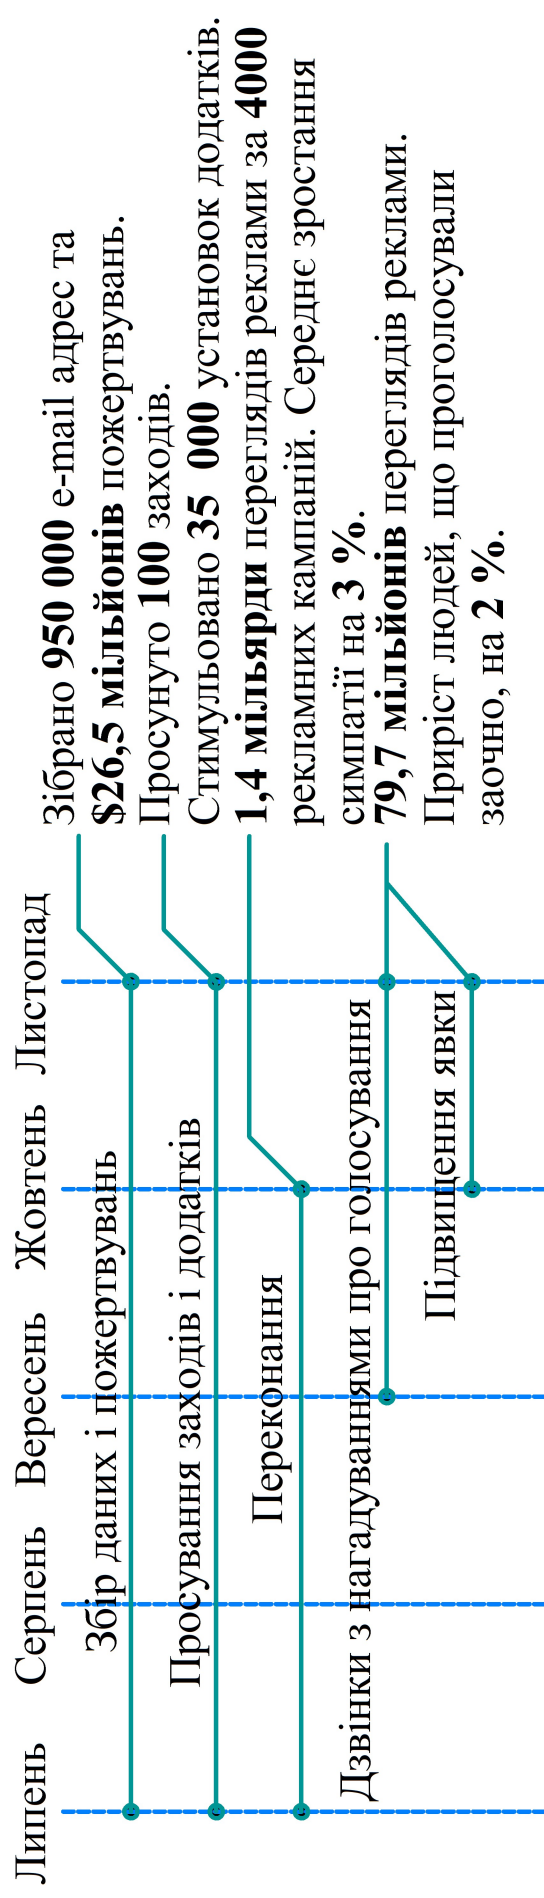 Липень Серпень Вересень Жовтень Листопад
Збір даних і пожертвувань
Просування заходів і додатків
Переконання
Дзвінки з нагадуваннями про голосування
Підвищення явки
Зібрано 950 000 e-mail адрес та
$26,5 мільйонів пожертвувань.
Просунуто 100 заходів.
Стимульовано 35 000 установок додатків.
1,4 мільярди переглядів реклами за 4000
рекламних кампаній. Середнє зростання
симпатії на 3 %.
79,7 мільйонів переглядів реклами.
Приріст людей, що проголосували
заочно, на 2 %.